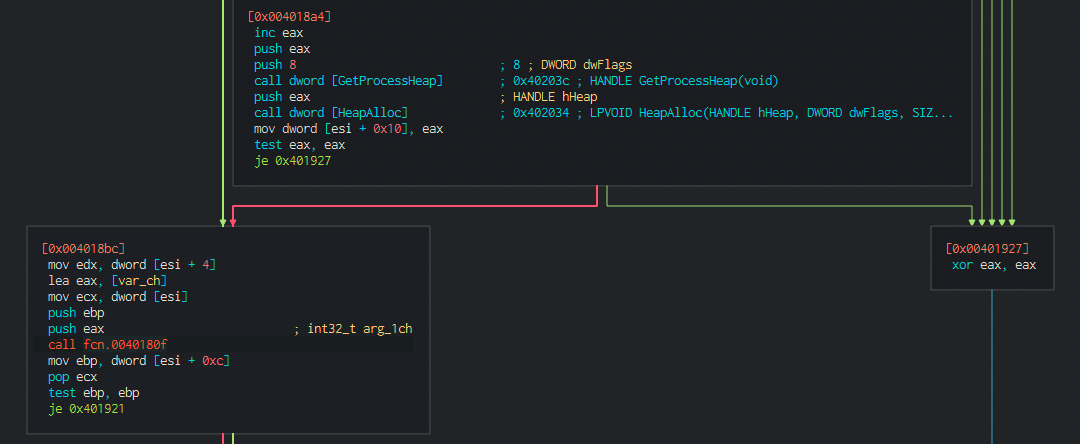 [0x004018a4]
inc eax
push eax
push 8 ; 8 ; DWORD dwFlags
call dword [GetProcessHeap] ; 0x40203c ; HANDLE GetProcessHeap(void)
push eax ; HANDLE hHeap
call dword [HeapAlloc] ; 0x402034 ; LPVOID HeapAlloc(HANDLE hHeap, DWORD dwFlags, SIZ...
mov dword [esi + 0x10], eax
test eax, eax
je 0x401927
[0x004018bc]
mov edx, dword [esi + 4]
lea eax, [var_ch]
mov ecx, dword [esi]
push ebp
push eax ; int32_t arg_1ch
call fcn.0040180f
mov ebp, dword [esi + 0xc]
pop ecx
test ebp, ebp
je 0x401921
[0x00401927]
xor eax, eax